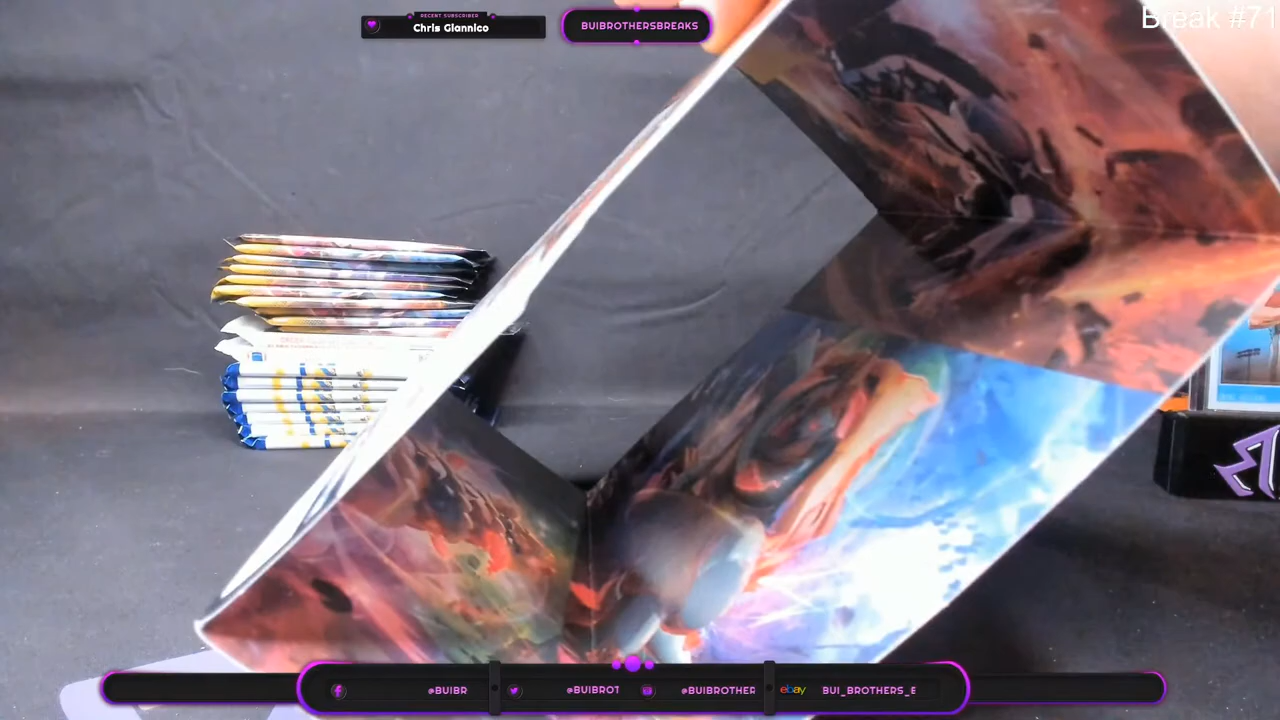 RECENT SUBSCRIBER
Chris Giannico
BUIBROTHERSBREAKS
Break #71
@BUIBR
@BUIBROT
@BUIBROTHER
ebay
BUI_BROTHERS_E